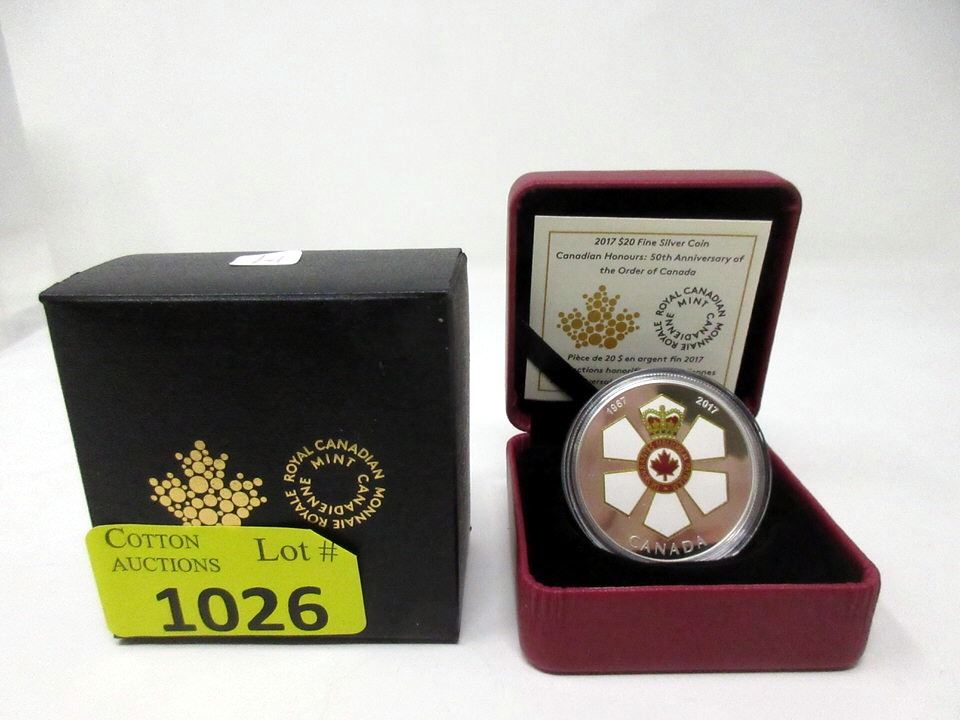 2017 $20 Fine Silver Coin
Canadian Honours: 50th Anniversary of
the Order of Canada
ROYAL CANADIAN MINT
MONNAIE ROYALE CANADIENNE
Pièce de 20 $ en argent fin 2017
1967 2017
CANADA
ROYAL CANADIAN MINT
MONNAIE ROYALE CANADIENNE
COTTON
AUCTIONS
Lot #
1026